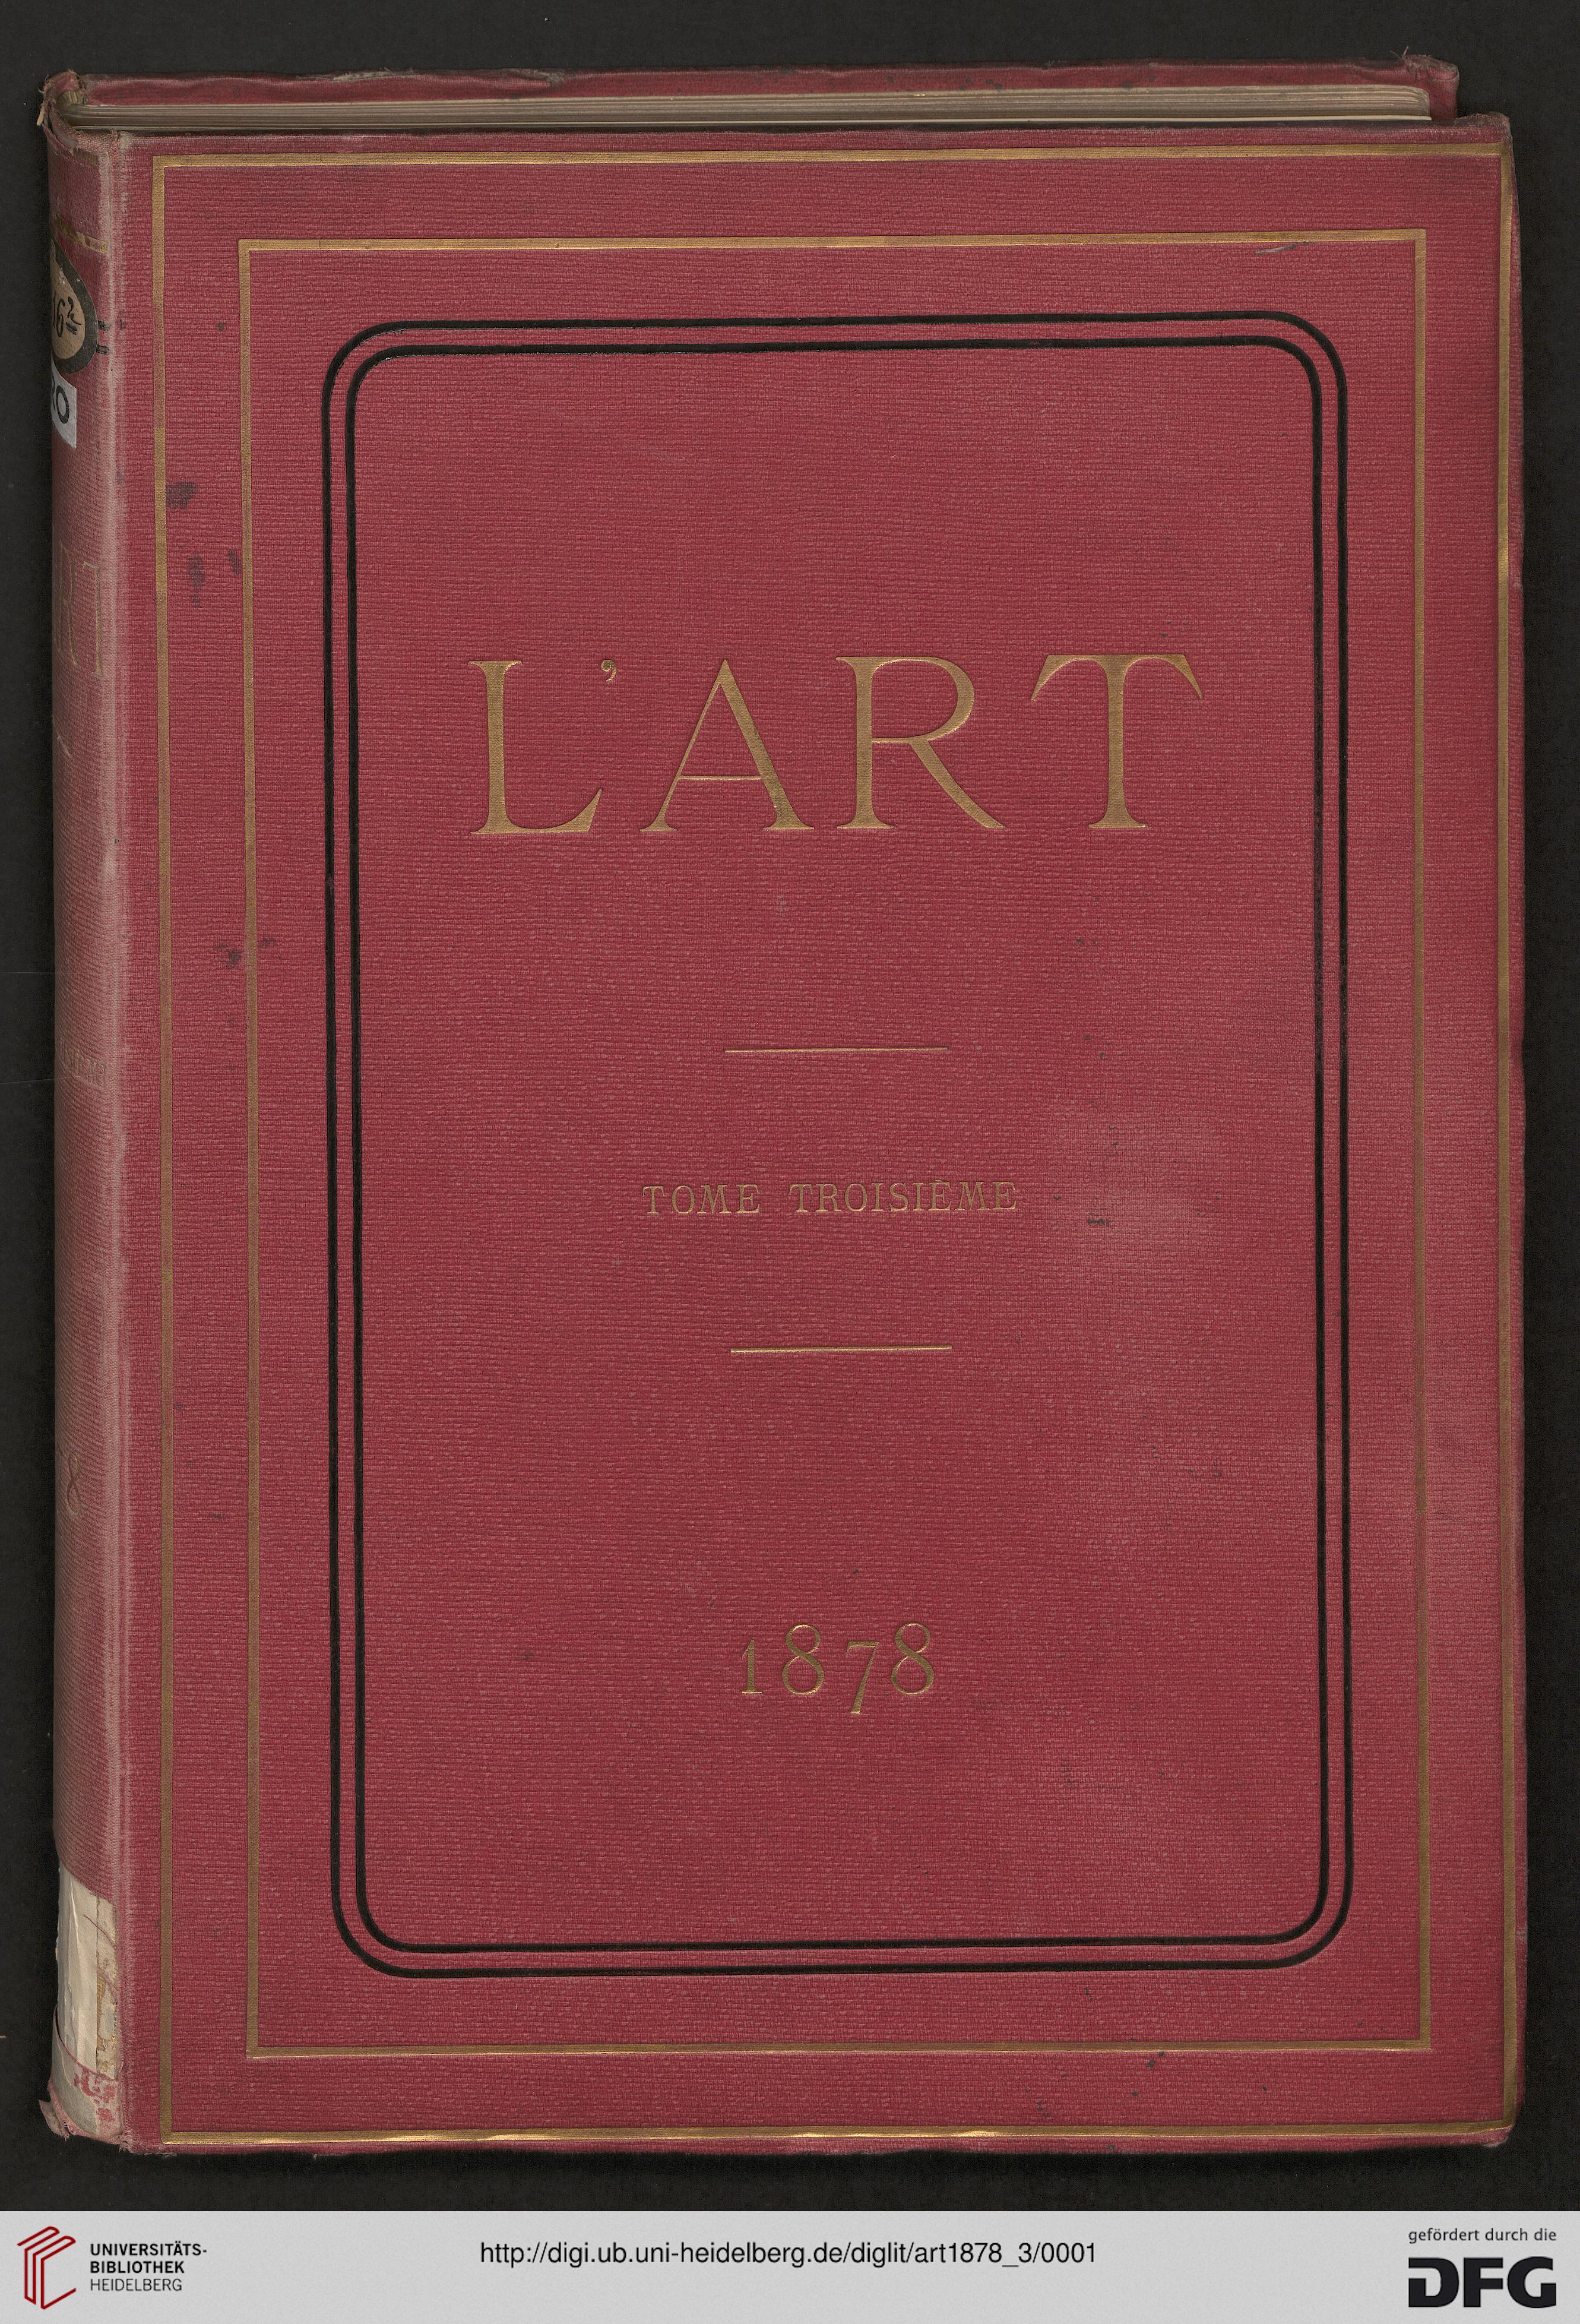 L'ART
TOME TROISIÈME
1878
UNIVERSITÄTS-
BIBLIOTHEK
HEIDELBERG
http://digi.ub.uni-heidelberg.de/diglit/art1878_3/0001
gefördert durch die
DFG